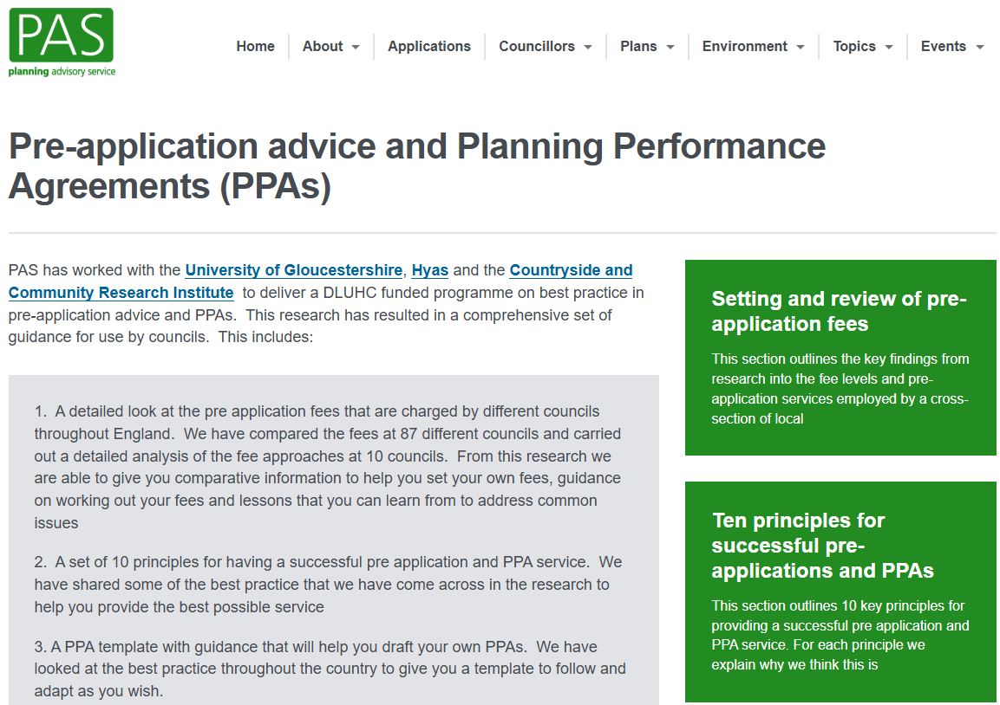 PAS
planning advisory service
Home
About
Applications
Councillors
Plans
Environment
Topics
Events
Pre-application advice and Planning Performance
Agreements (PPAs)
PAS has worked with the University of Gloucestershire, Hyas and the Countryside and
Community Research Institute  to deliver a DLUHC funded programme on best practice in
pre-application advice and PPAs.  This research has resulted in a comprehensive set of
guidance for use by councils.  This includes:
1.  A detailed look at the pre application fees that are charged by different councils
throughout England.  We have compared the fees at 87 different councils and carried
out a detailed analysis of the fee approaches at 10 councils.  From this research we
are able to give you comparative information to help you set your own fees, guidance
on working out your fees and lessons that you can learn from to address common
issues
2.  A set of 10 principles for having a successful pre application and PPA service.  We
have shared some of the best practice that we have come across in the research to
help you provide the best possible service
3. A PPA template with guidance that will help you draft your own PPAs.  We have
looked at the best practice throughout the country to give you a template to follow and
adapt as you wish.
Setting and review of pre-
application fees
This section outlines the key findings from
research into the fee levels and pre-
application services employed by a cross-
section of local
Ten principles for
successful pre-
applications and PPAs
This section outlines 10 key principles for
providing a successful pre application and
PPA service. For each principle we
explain why we think this is